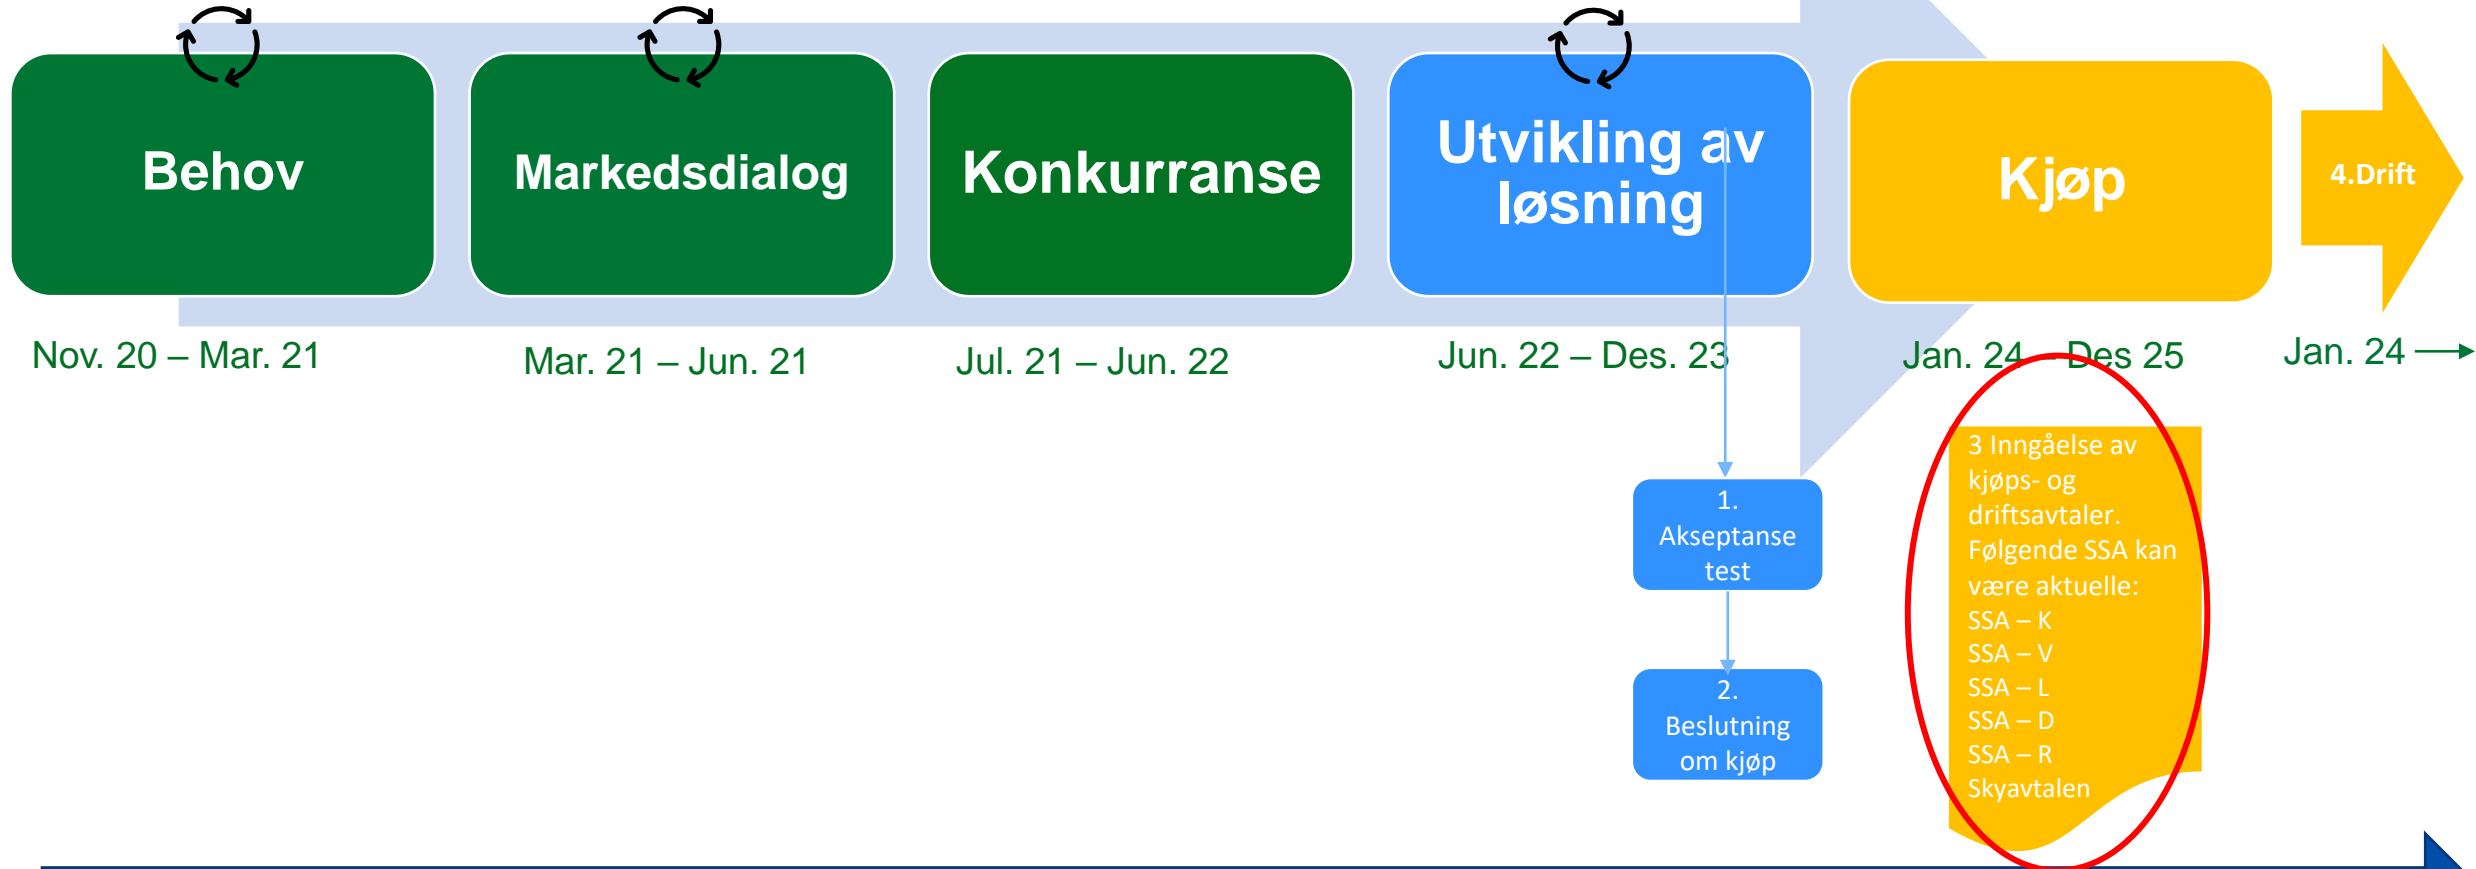 Behov
Markedsdialog
Konkurranse
Utvikling av
løsning
Kjøp
4.Drift
Nov. 20 – Mar. 21
Mar. 21 – Jun. 21
Jul. 21 – Jun. 22
Jun. 22 – Des. 23
Jan. 24 – Des 25
Jan. 24
1.
Akseptanse
test
2.
Beslutning
om kjøp
3 Inngåelse av
kjøps- og
driftsavtaler.
Følgende SSA kan
være aktuelle:
SSA – K
SSA – V
SSA – L
SSA – D
SSA – R
Skyavtalen